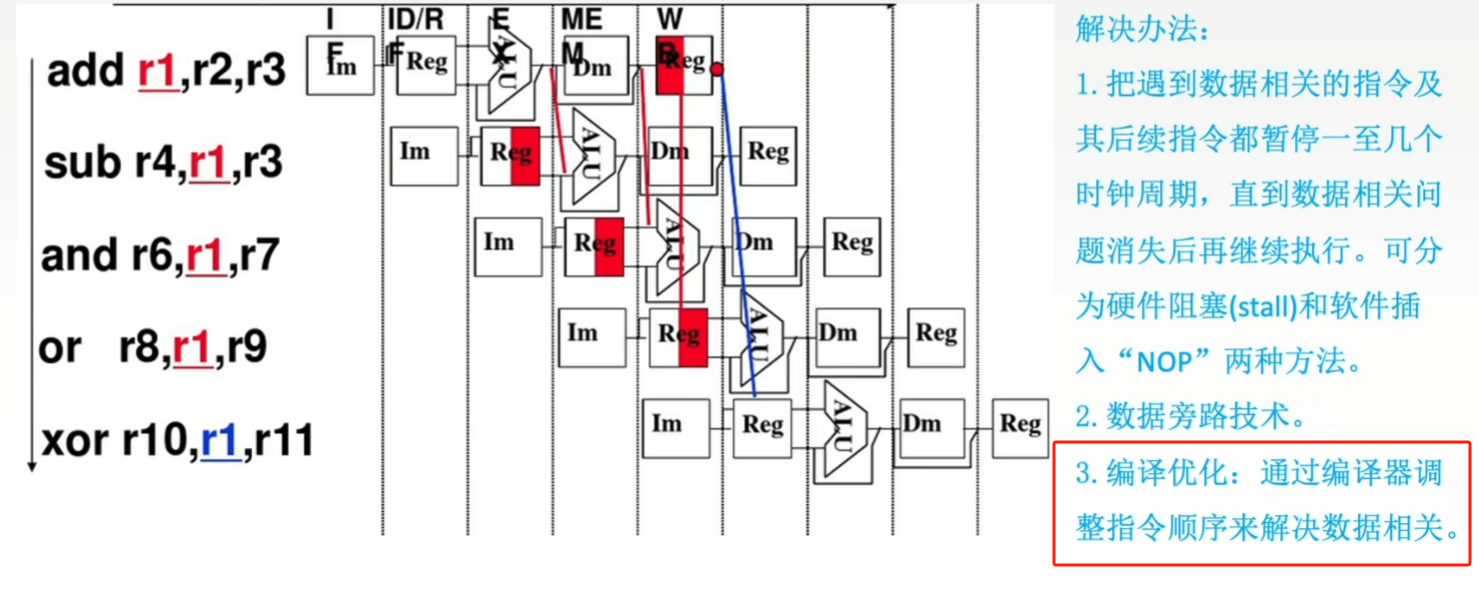 IF ID/RF EX MEM WB
add r1,r2,r3 Im Reg ALU Dm Reg
sub r4,r1,r3 Im Reg ALU Dm Reg
and r6,r1,r7 Im Reg ALU Dm Reg
or r8,r1,r9 Im Reg ALU Dm Reg
xor r10,r1,r11 Im Reg ALU Dm Reg
解决办法：
1.把遇到数据相关的指令及
其后续指令都暂停一至几个
时钟周期，直到数据相关问
题消失后再继续执行。可分
为硬件阻塞(stall)和软件插
入“NOP”两种方法。
2.数据旁路技术。
3.编译优化：通过编译器调
整指令顺序来解决数据相关。